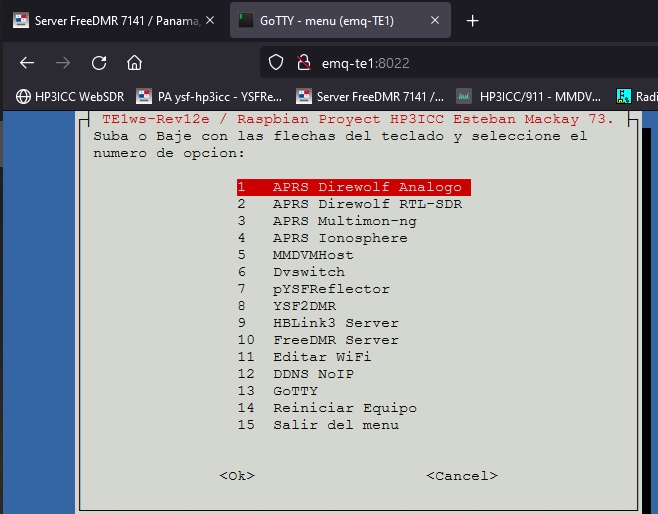 Server FreeDMR 7141 / Panama,
GoTTY - menu (emq-TE1)
emq-te1:8022
HP3ICC WebSDR
PA ysf-hp3icc - YSFRe...
Server FreeDMR 7141 /...
HP3ICC/911 - MMDV...
Radi
TE1ws-Rev12e / Raspbian Proyect HP3ICC Esteban Mackay 73.
Suba o Baje con las flechas del teclado y seleccione el
numero de opcion:
1 APRS Direwolf Analogo
2 APRS Direwolf RTL-SDR
3 APRS Multimon-ng
4 APRS Ionosphere
5 MMDVMHost
6 Dvswitch
7 pYSFReflector
8 YSF2DMR
9 HBLink3 Server
10 FreeDMR Server
11 Editar WiFi
12 DDNS NoIP
13 GoTTY
14 Reiniciar Equipo
15 Salir del menu
<Ok> <Cancel>